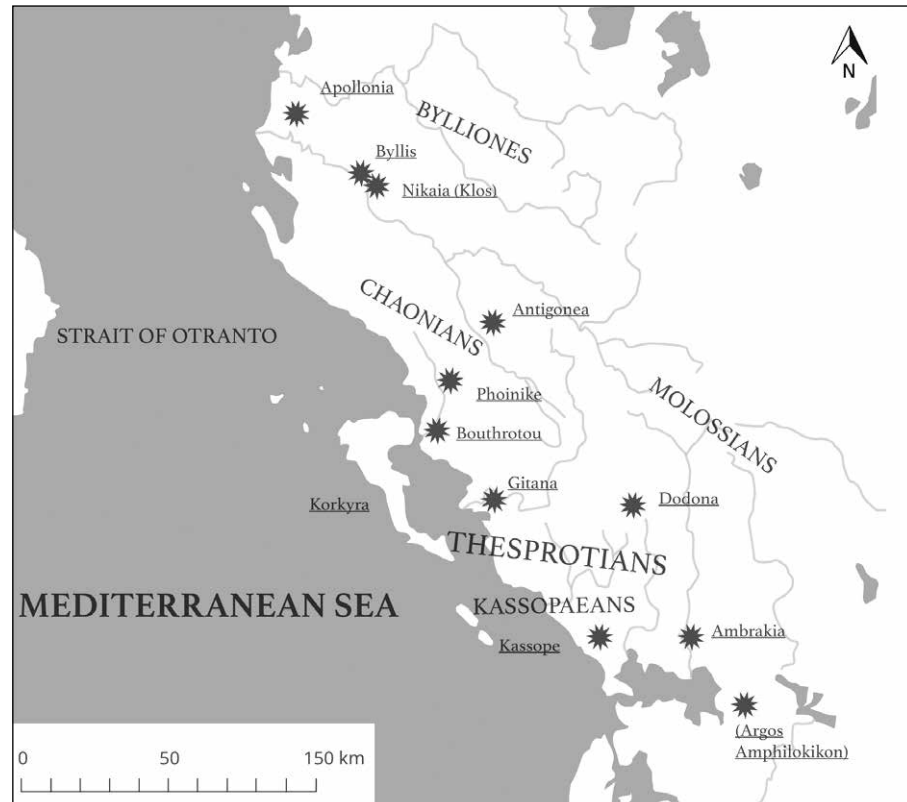 N
Apollonia
BYLLIONES
Byllis
Nikaia (Klos)
CHAONIANS
Antigonea
STRAIT OF OTRANTO
MOLOSSIANS
Phoinike
Bouthrotou
Gitana
Korkyra
Dodona
THESPROTIANS
MEDITERRANEAN SEA
KASSOPAEANS
Kassope
Ambrakia
(Argos
Amphilokikon)
0 50 150 km